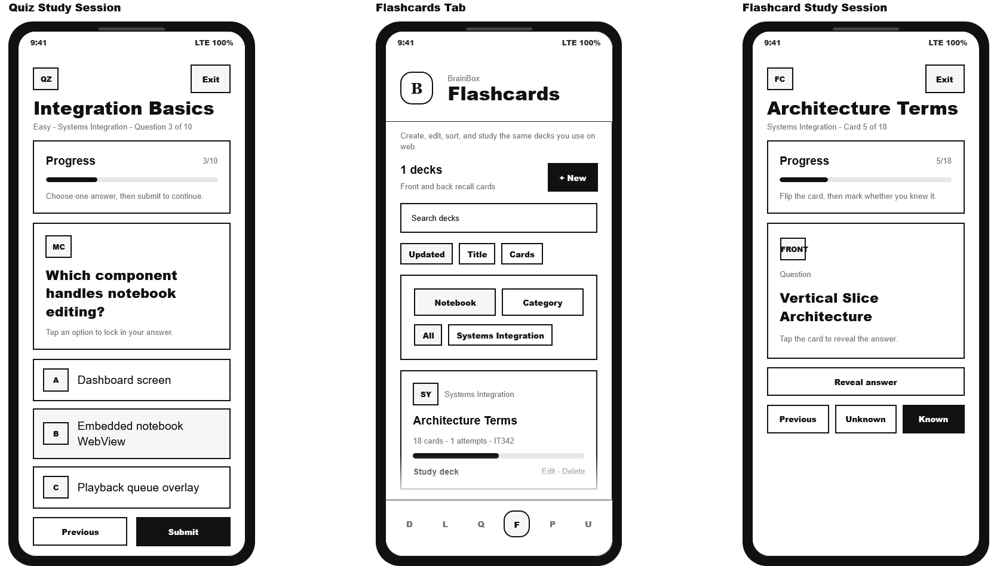 Quiz Study Session
9:41
LTE 100%
QZ
Exit
Integration Basics
Easy - Systems Integration - Question 3 of 10
Progress
3/10
Choose one answer, then submit to continue.
MC
Which component
handles notebook
editing?
Tap an option to lock in your answer.
A
Dashboard screen
B
Embedded notebook
WebView
C
Playback queue overlay
Previous
Submit
Flashcards Tab
9:41
LTE 100%
B
BrainBox
Flashcards
Create, edit, sort, and study the same decks you use on
web.
1 decks
Front and back recall cards
+ New
Search decks
Updated
Title
Cards
Notebook
Category
All
Systems Integration
SY
Systems Integration
Architecture Terms
18 cards - 1 attempts - IT342
Study deck
Edit - Delete
D
L
Q
F
P
U
Flashcard Study Session
9:41
LTE 100%
FC
Exit
Architecture Terms
Systems Integration - Card 5 of 18
Progress
5/18
Flip the card, then mark whether you knew it.
FRONT
Question
Vertical Slice
Architecture
Tap the card to reveal the answer.
Reveal answer
Previous
Unknown
Known